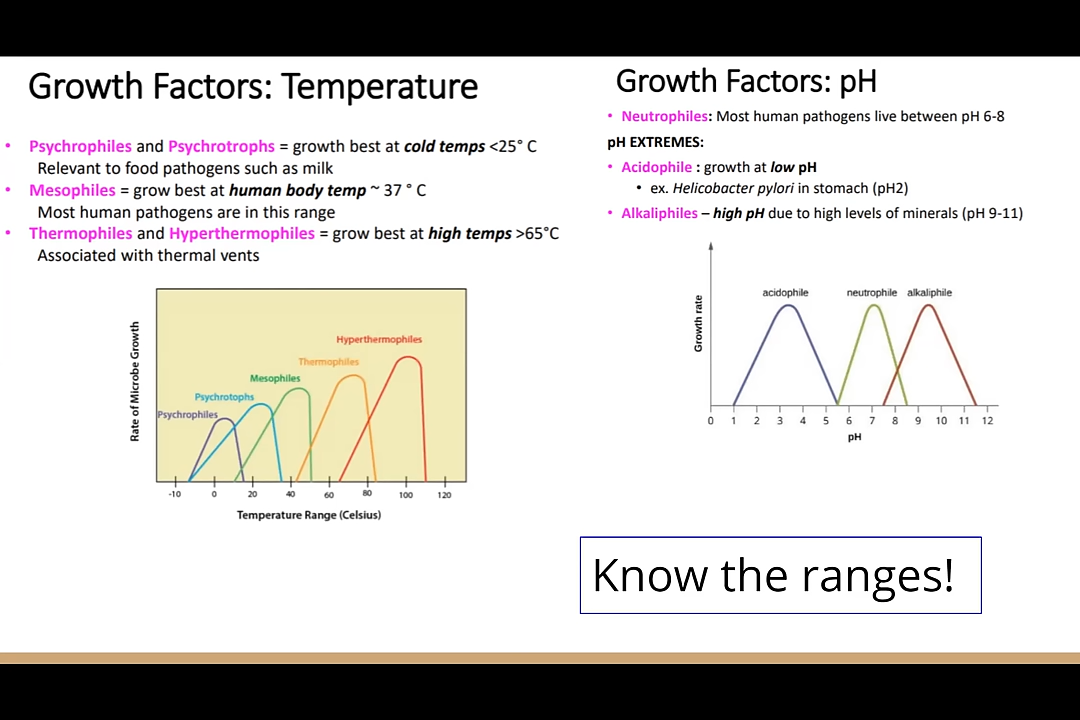 Growth Factors: Temperature
• Psychrophiles and Psychrotrophs = growth best at cold temps <25° C
Relevant to food pathogens such as milk
• Mesophiles = grow best at human body temp ~ 37 ° C
Most human pathogens are in this range
• Thermophiles and Hyperthermophiles = grow best at high temps >65°C
Associated with thermal vents
Rate of Microbe Growth
Hyperthermophiles
Thermophiles
Mesophiles
Psychrotophs
Psychrophiles
-10 0 20 40 60 80 100 120
Temperature Range (Celsius)
Growth Factors: pH
• Neutrophiles: Most human pathogens live between pH 6-8
pH EXTREMES:
• Acidophile : growth at low pH
• ex. Helicobacter pylori in stomach (pH2)
• Alkaliphiles – high pH due to high levels of minerals (pH 9-11)
acidophile neutrophile alkaliphile
Growth rate
0 1 2 3 4 5 6 7 8 9 10 11 12
pH
Know the ranges!